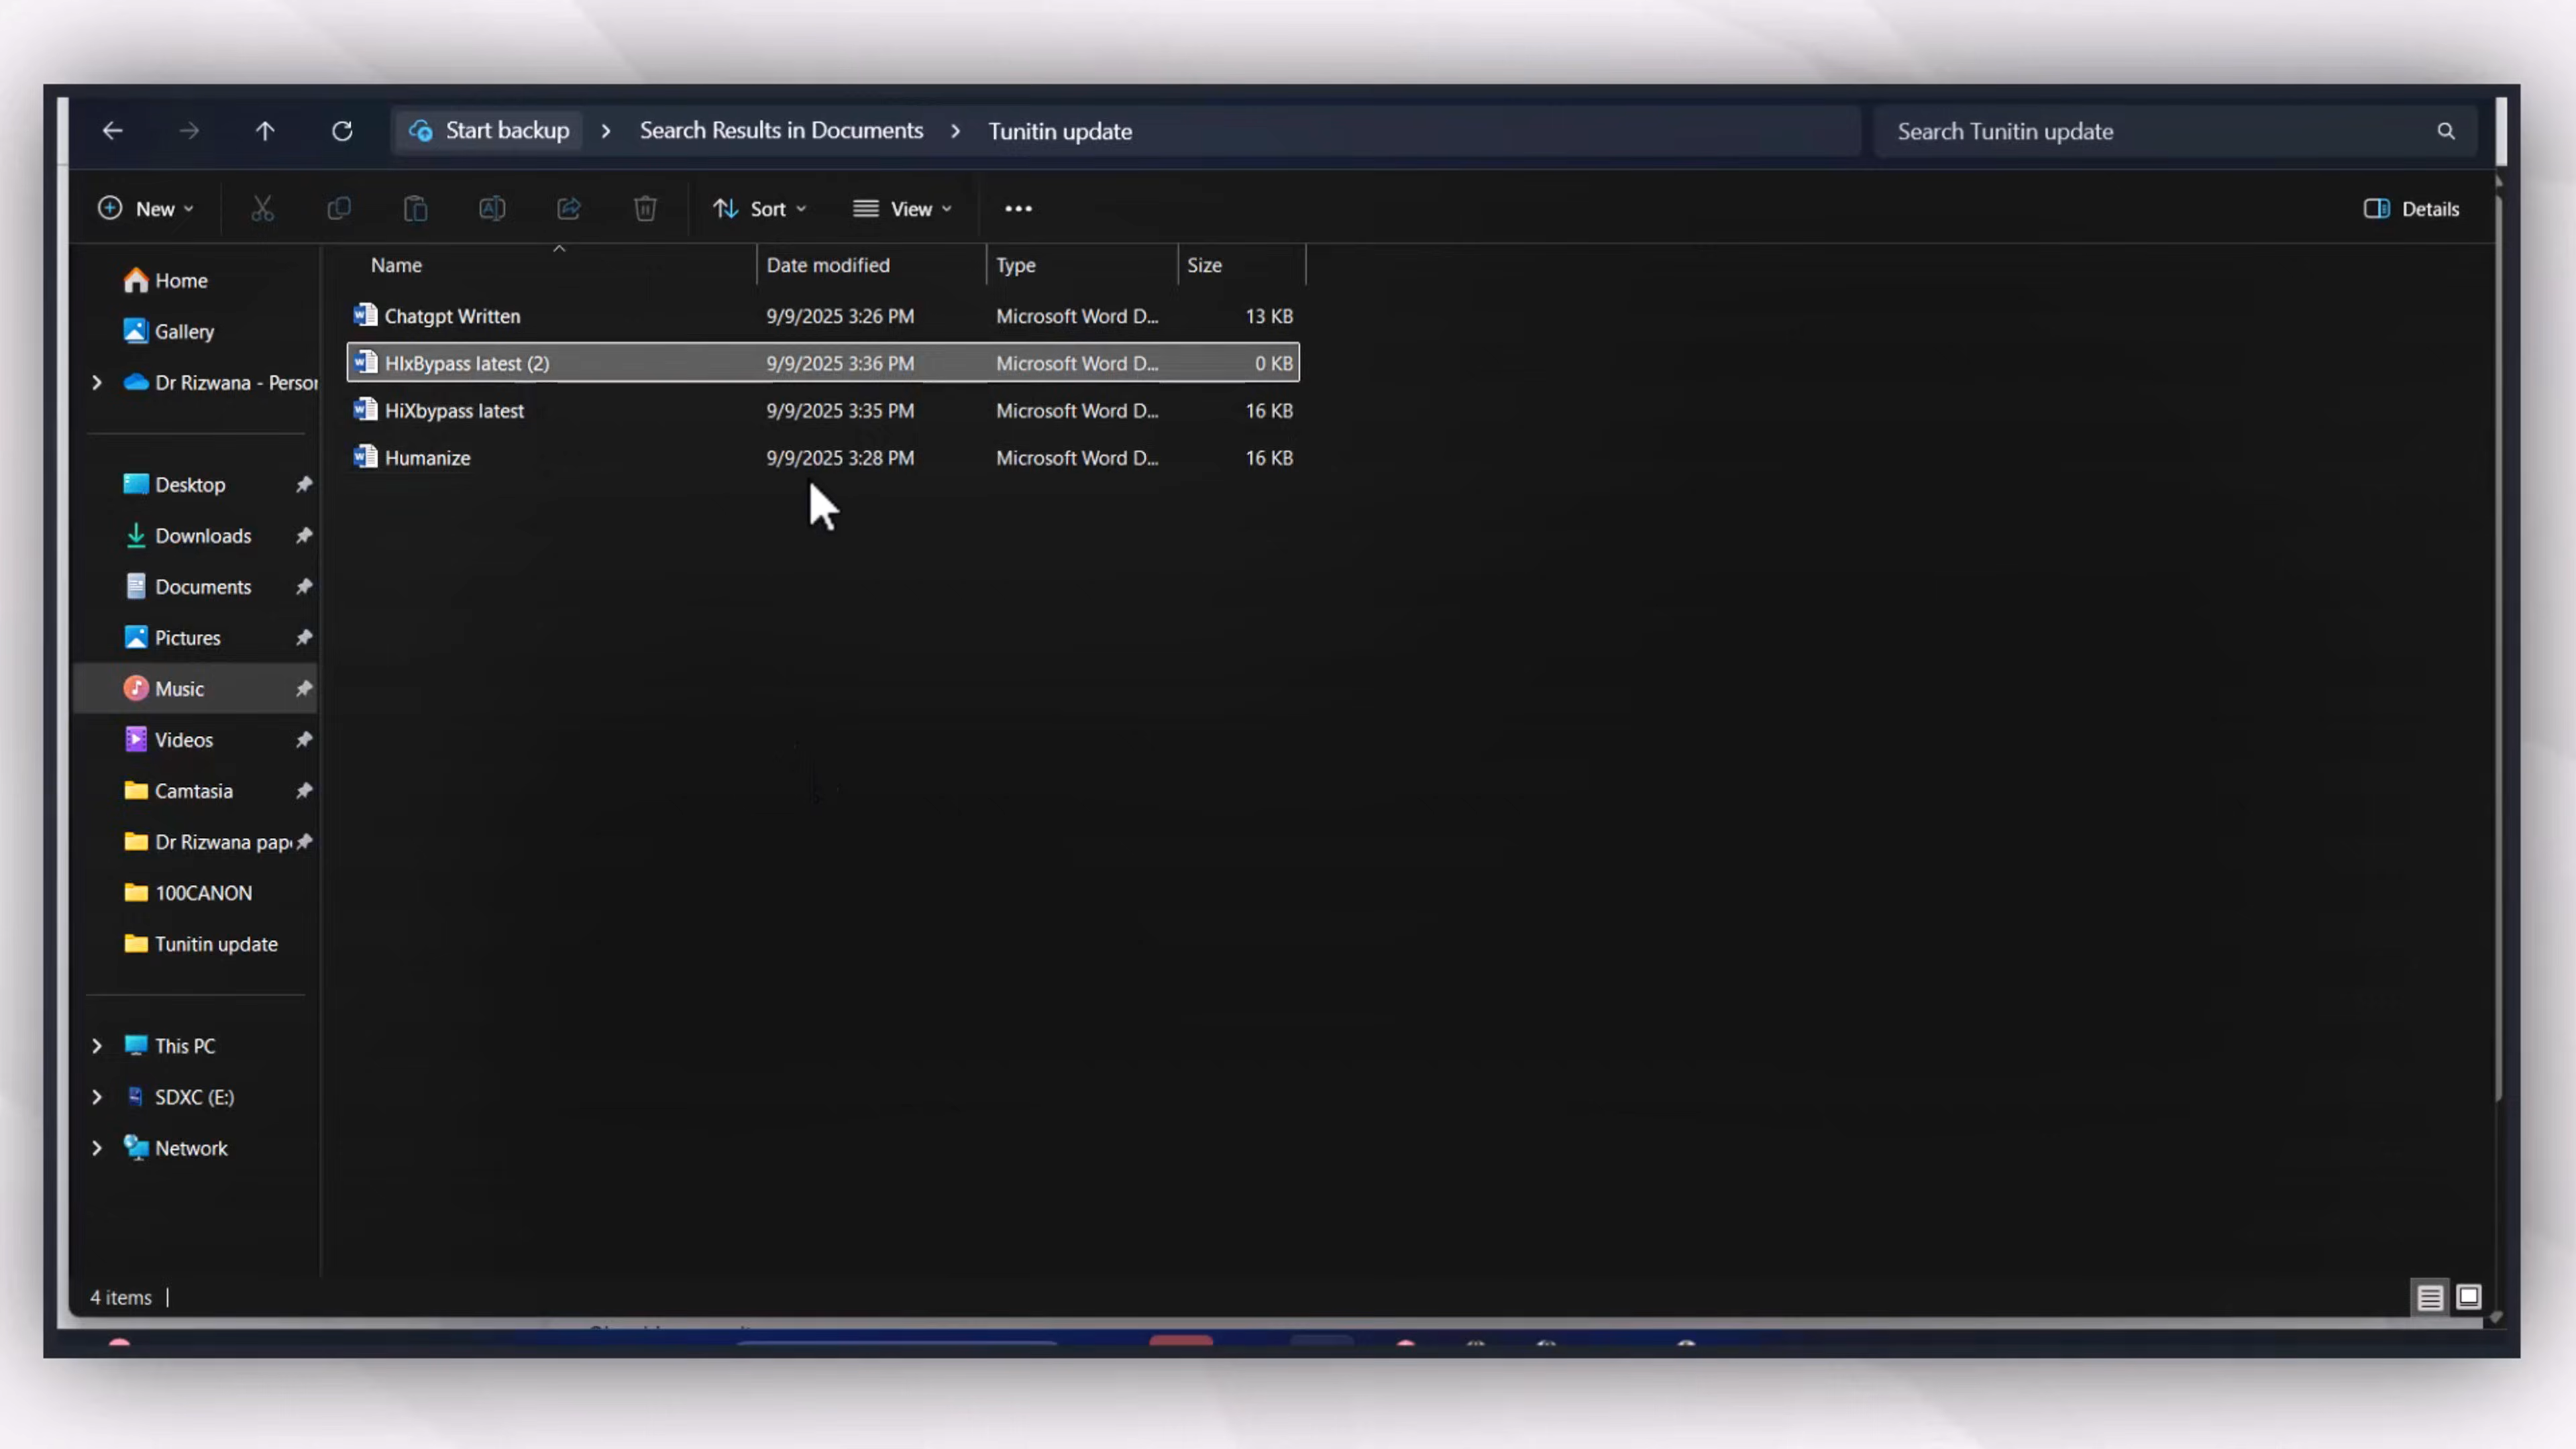 Start backup > Search Results in Documents > Tunitin update
Search Tunitin update
New
Sort
View
Details
Name Date modified Type Size
Chatgpt Written 9/9/2025 3:26 PM Microsoft Word D... 13 KB
HIxBypass latest (2) 9/9/2025 3:36 PM Microsoft Word D... 0 KB
HiXbypass latest 9/9/2025 3:35 PM Microsoft Word D... 16 KB
Humanize 9/9/2025 3:28 PM Microsoft Word D... 16 KB
Home
Gallery
Dr Rizwana - Person
Desktop
Downloads
Documents
Pictures
Music
Videos
Camtasia
Dr Rizwana pap
100CANON
Tunitin update
This PC
SDXC (E:)
Network
4 items